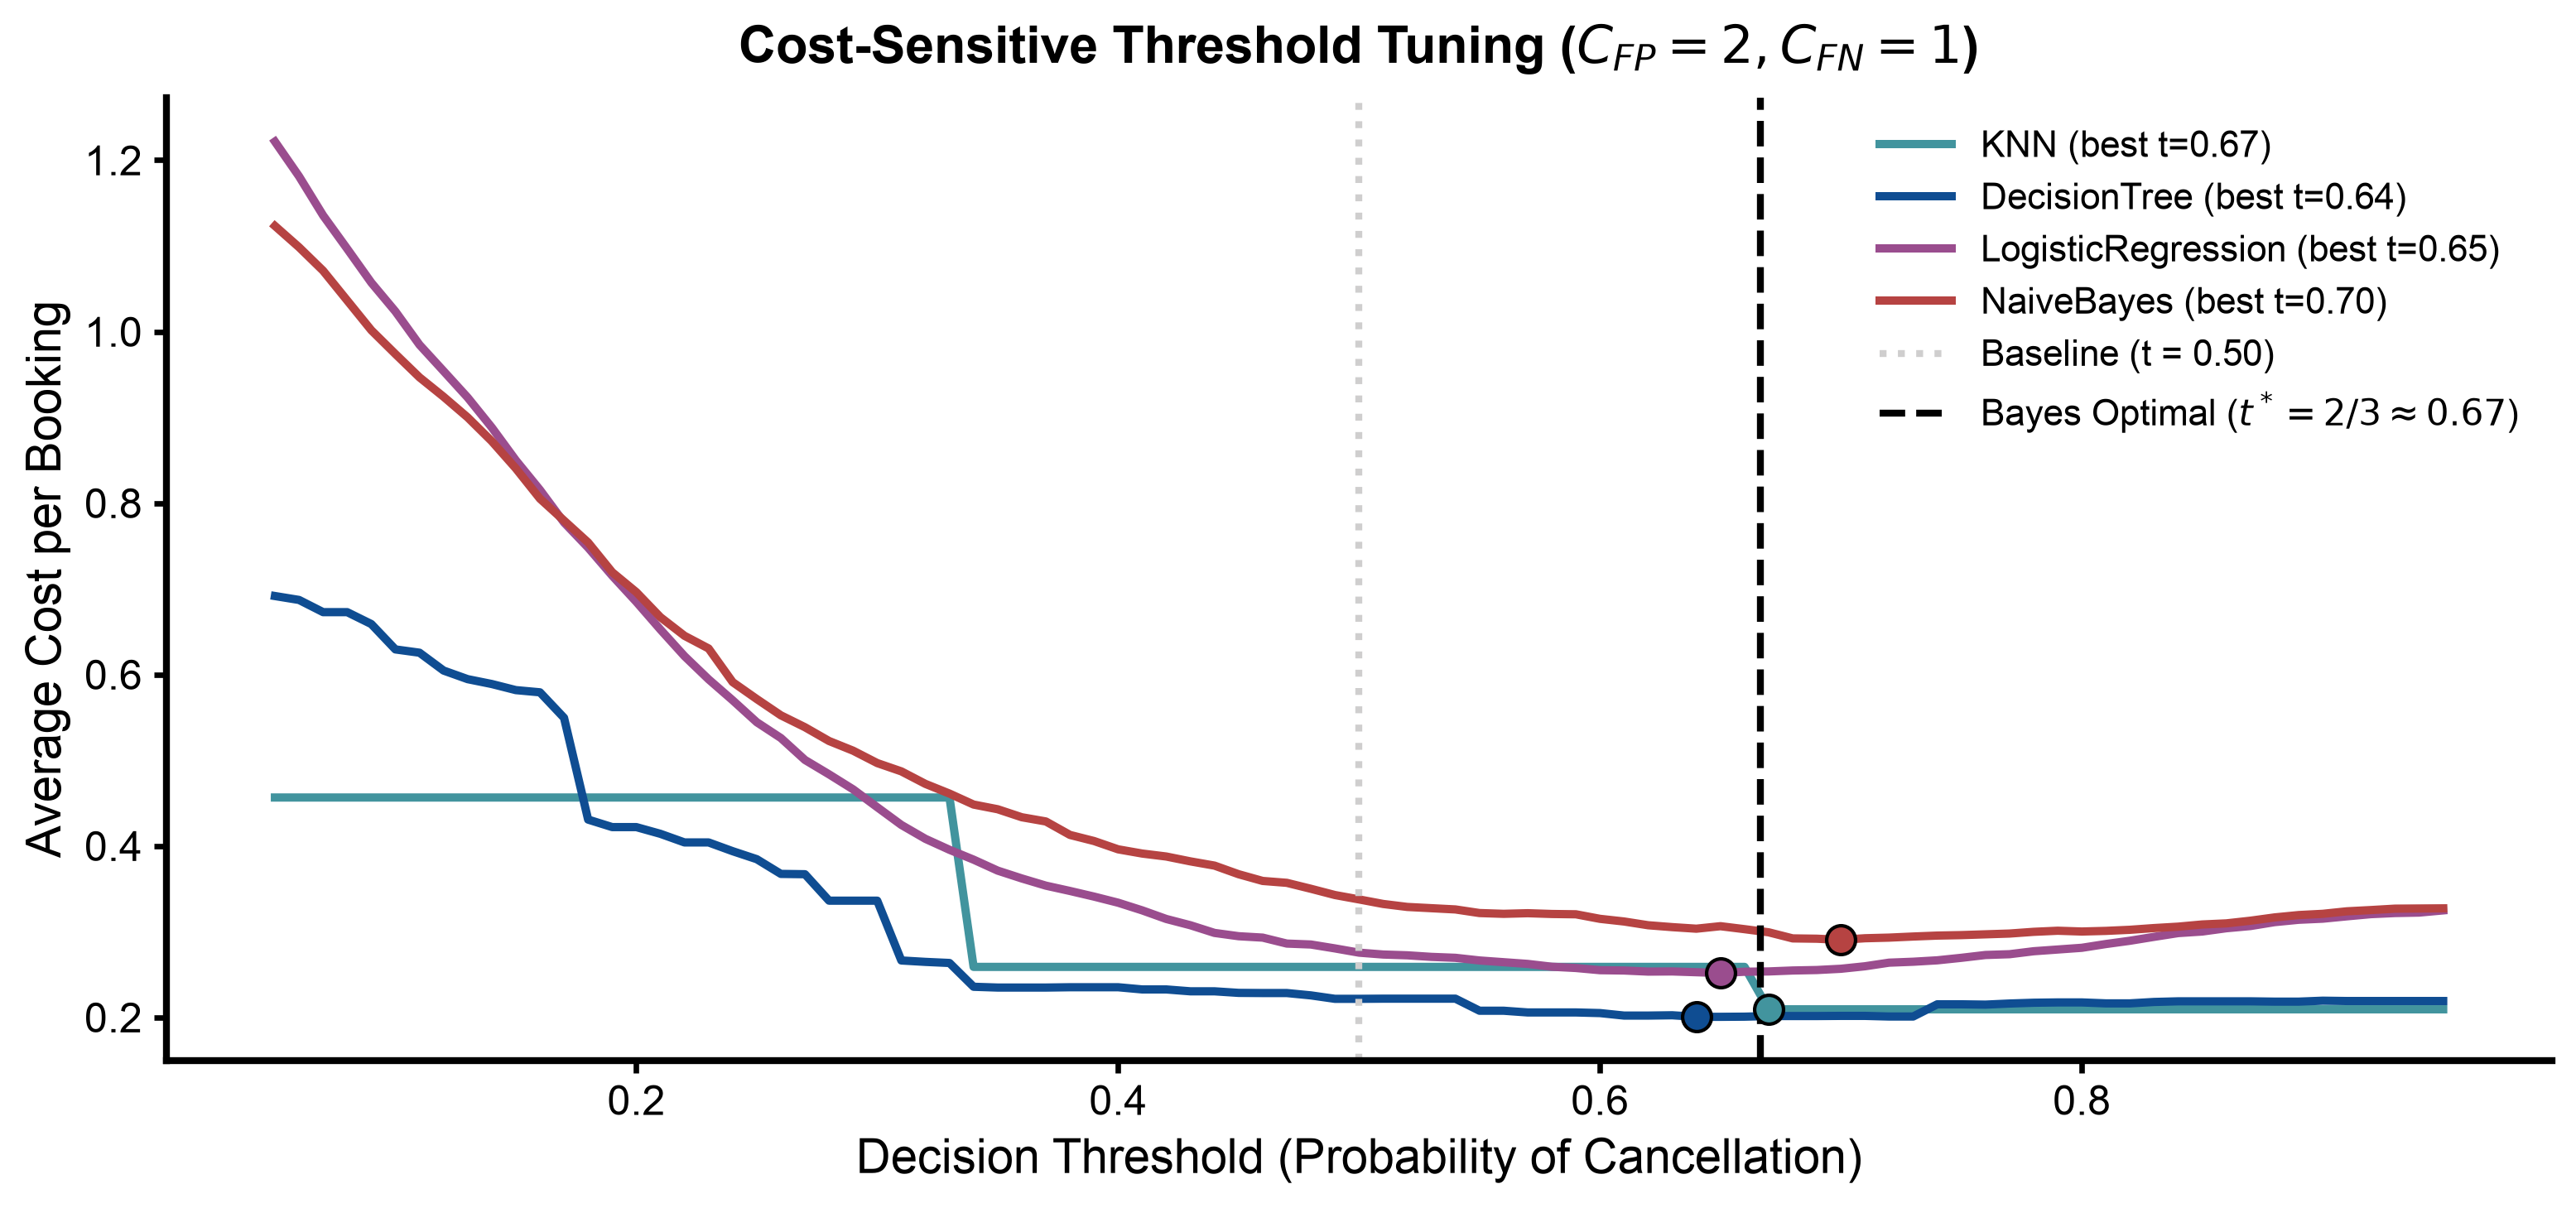 Cost-Sensitive Threshold Tuning (C_FP = 2, C_FN = 1)
KNN (best t=0.67)
DecisionTree (best t=0.64)
LogisticRegression (best t=0.65)
NaiveBayes (best t=0.70)
Baseline (t = 0.50)
Bayes Optimal (t* = 2/3 ≈ 0.67)
Average Cost per Booking
1.2
1.0
0.8
0.6
0.4
0.2
0.2
0.4
0.6
0.8
Decision Threshold (Probability of Cancellation)